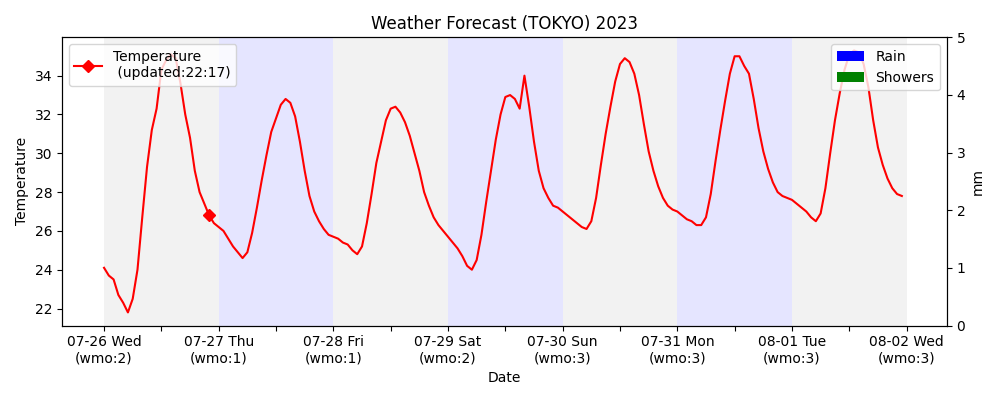 Weather Forecast (TOKYO) 2023
Temperature
(updated:22:17)
Rain
Showers
Temperature
34
32
30
28
26
24
22
5
4
3
2
1
0
mm
07-26 Wed
(wmo:2)
07-27 Thu
(wmo:1)
07-28 Fri
(wmo:1)
07-29 Sat
(wmo:2)
07-30 Sun
(wmo:3)
07-31 Mon
(wmo:3)
08-01 Tue
(wmo:3)
08-02 Wed
(wmo:3)
Date